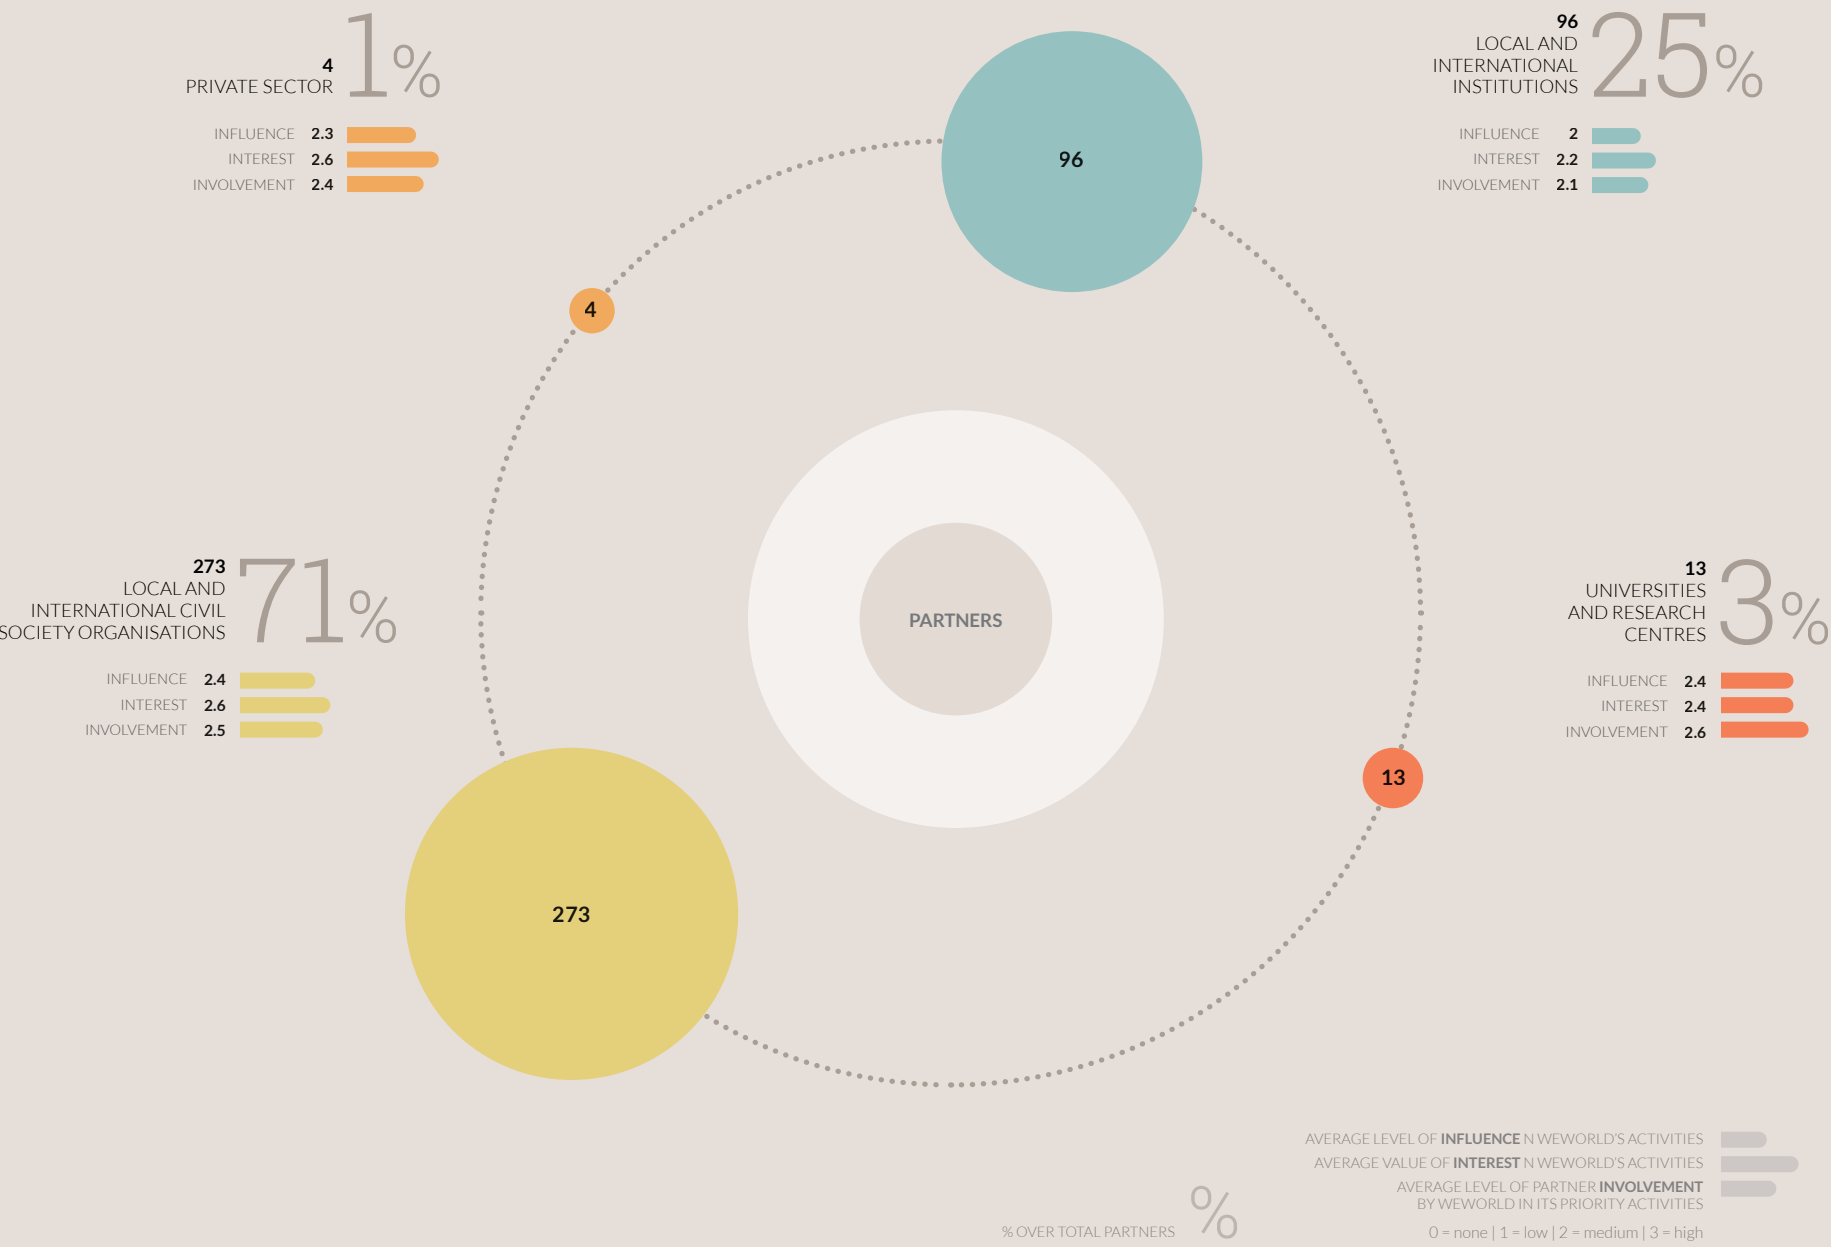 4
PRIVATE SECTOR
1%
INFLUENCE 2.3
INTEREST 2.6
INVOLVEMENT 2.4
96
LOCAL AND
INTERNATIONAL
INSTITUTIONS
25%
INFLUENCE 2
INTEREST 2.2
INVOLVEMENT 2.1
96
4
273
LOCAL AND
INTERNATIONAL CIVIL
SOCIETY ORGANISATIONS
71%
INFLUENCE 2.4
INTEREST 2.6
INVOLVEMENT 2.5
PARTNERS
13
UNIVERSITIES
AND RESEARCH
CENTRES
3%
INFLUENCE 2.4
INTEREST 2.4
INVOLVEMENT 2.6
13
273
AVERAGE LEVEL OF INFLUENCE N WEWORLD'S ACTIVITIES
AVERAGE VALUE OF INTEREST N WEWORLD'S ACTIVITIES
AVERAGE LEVEL OF PARTNER INVOLVEMENT
BY WEWORLD IN ITS PRIORITY ACTIVITIES
% OVER TOTAL PARTNERS %
0 = none | 1 = low | 2 = medium | 3 = high